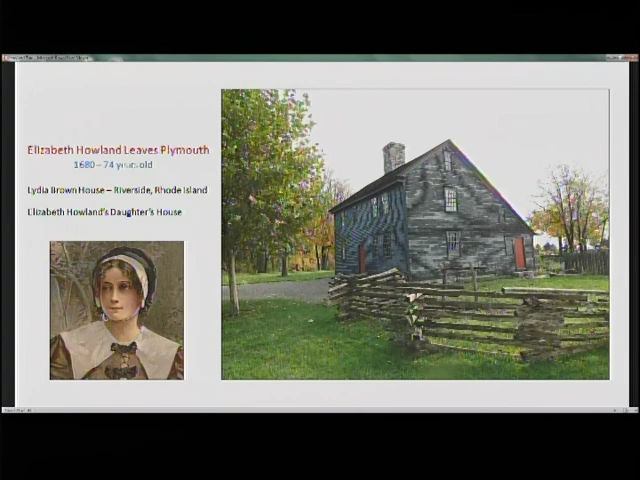 Elizabeth Howland Leaves Plymouth
1680 – 74 years old
Lydia Brown House – Riverside, Rhode Island
Elizabeth Howland's Daughter's House